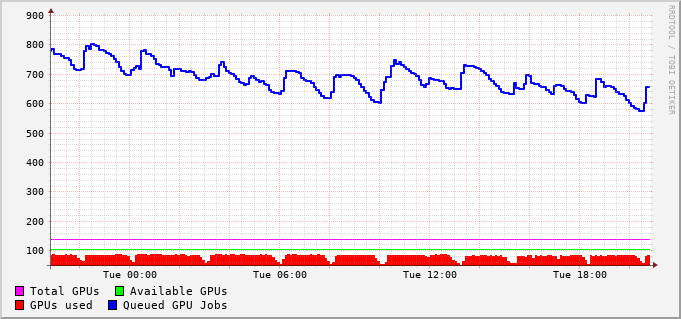 900
800
700
600
500
400
300
200
100
Tue 00:00 Tue 06:00 Tue 12:00 Tue 18:00
Total GPUs Available GPUs
GPUs used Queued GPU Jobs
RRDTOOL / TOBI OETIKER